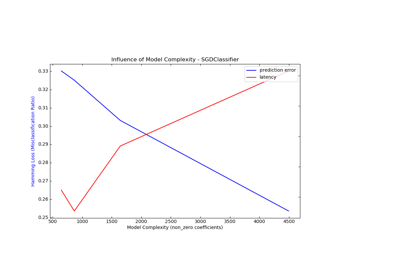 Influence of Model Complexity - SGDClassifier
prediction error
latency
0.33
0.32
0.31
0.30
0.29
0.28
0.27
0.26
0.25
Hamming Loss (Misclassification Ratio)
500 1000 1500 2000 2500 3000 3500 4000 4500
Model Complexity (non_zero coefficients)